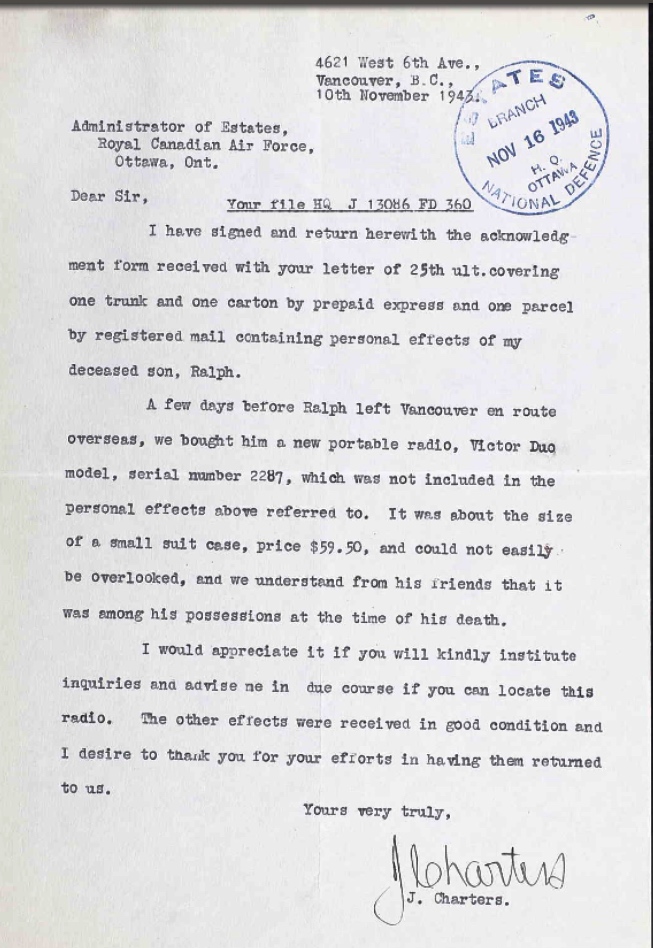 4621 West 6th Ave.,
Vancouver, B.C.,
10th November 1943.
ESTATES
BRANCH
NOV 16 1943
H. Q.
OTTAWA
NATIONAL DEFENCE
Administrator of Estates,
Royal Canadian Air Force,
Ottawa, Ont.
Dear Sir,
Your file HQ J 13086 FD 360
I have signed and return herewith the acknowledg-
ment form received with your letter of 25th ult.covering
one trunk and one carton by prepaid express and one parcel
by registered mail containing personal effects of my
deceased son, Ralph.
A few days before Ralph left Vancouver en route
overseas, we bought him a new portable radio, Victor Duo
model, serial number 2287, which was not included in the
personal effects above referred to. It was about the size
of a small suit case, price $59.50, and could not easily
be overlooked, and we understand from his friends that it
was among his possessions at the time of his death.
I would appreciate it if you will kindly institute
inquiries and advise me in due course if you can locate this
radio. The other effects were received in good condition and
I desire to thank you for your efforts in having them returned
to us.
Yours very truly,
J Charters
J. Charters.